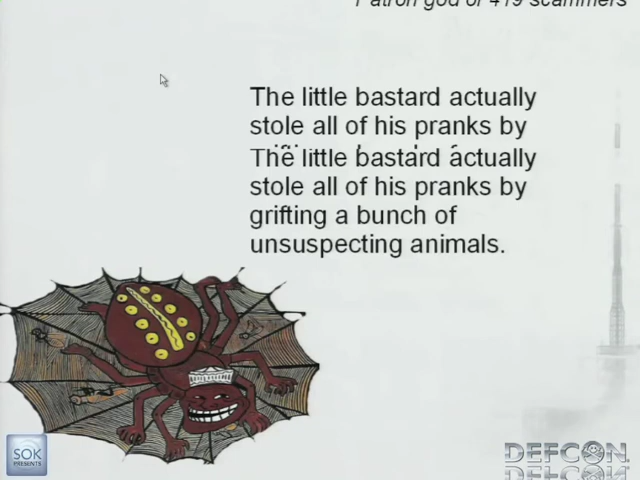 Patron god of 419 scammers
The little bastard actually
stole all of his pranks by
The little bastard actually
stole all of his pranks by
grifting a bunch of
unsuspecting animals.
SOK
PRESENTS
DEFCON